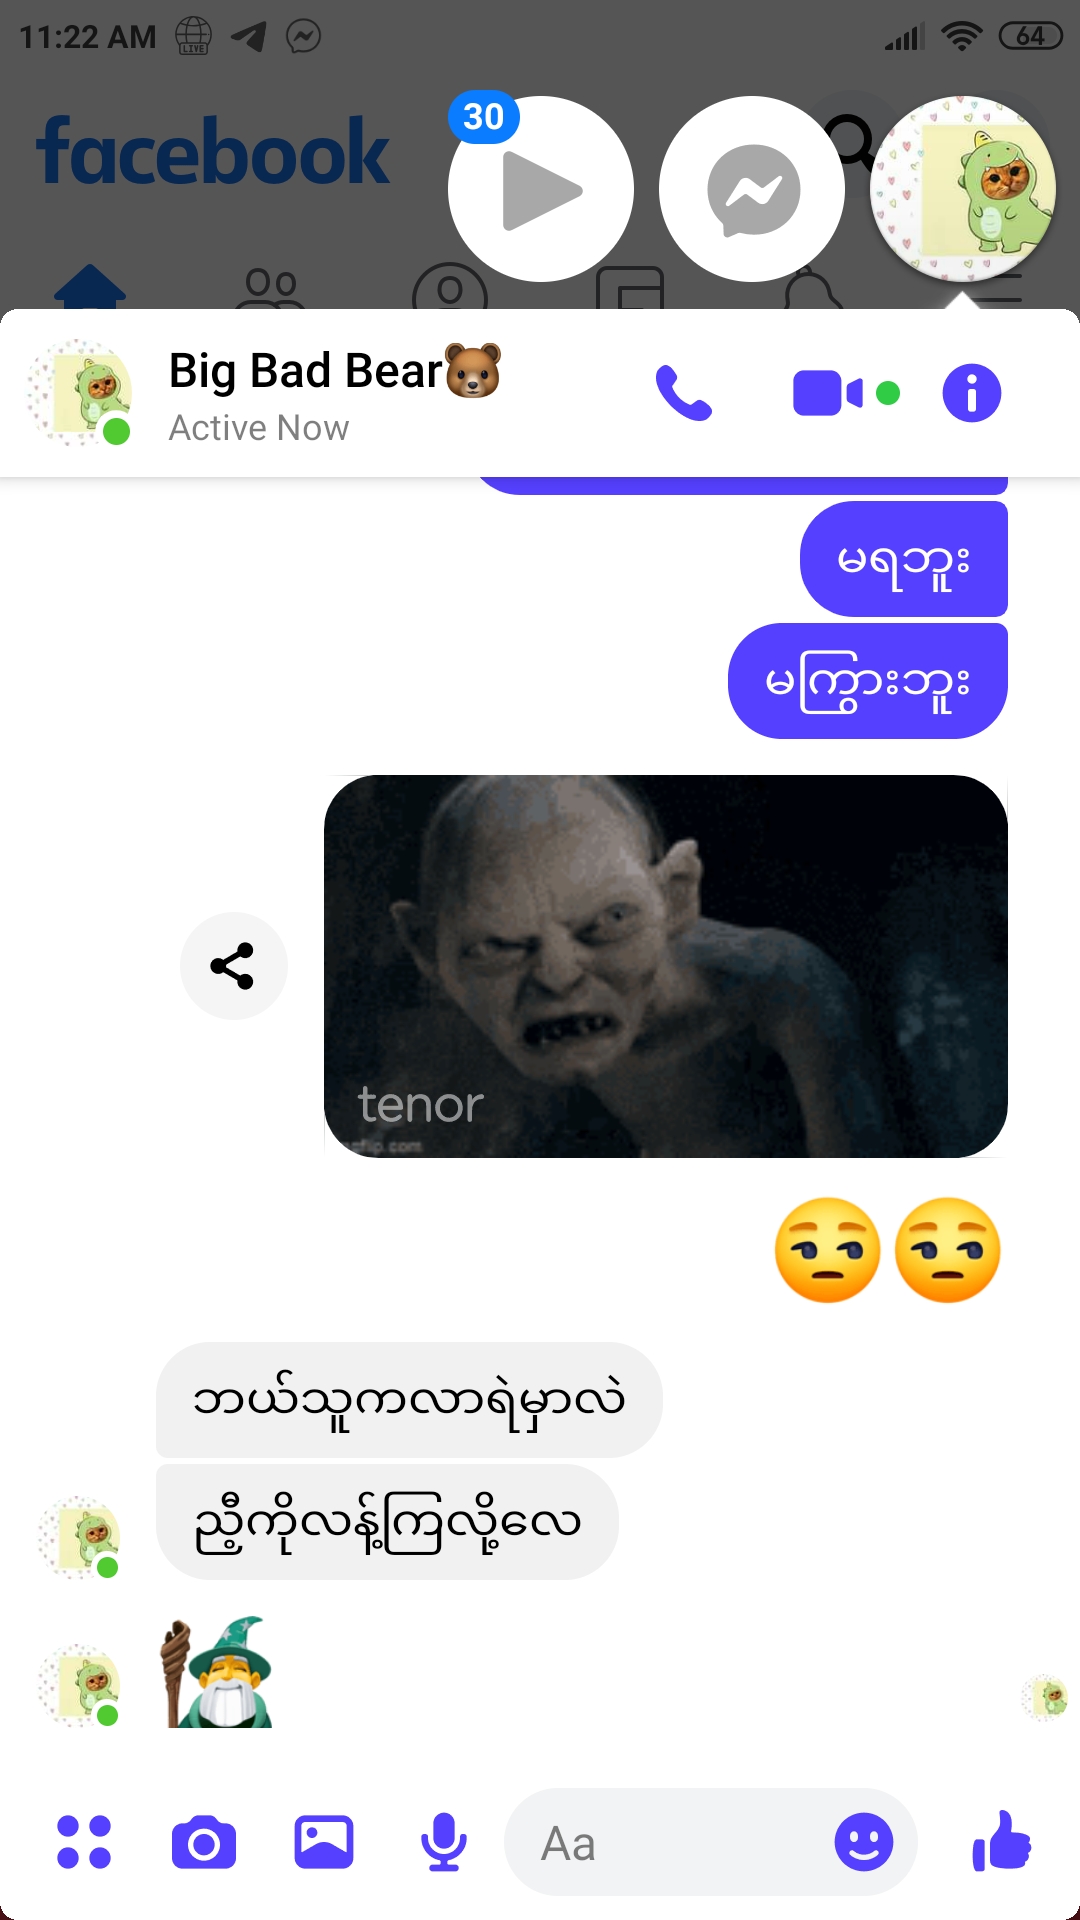 11:22 AM
LIVE
64
facebook
30
Big Bad Bear🐻
Active Now
မရဘူး
မကြွားဘူး
tenor
imgflip.com
😒😒
ဘယ်သူကလာရဲမှာလဲ
ညီ့ကိုလန့်ကြလို့လေ
Aa